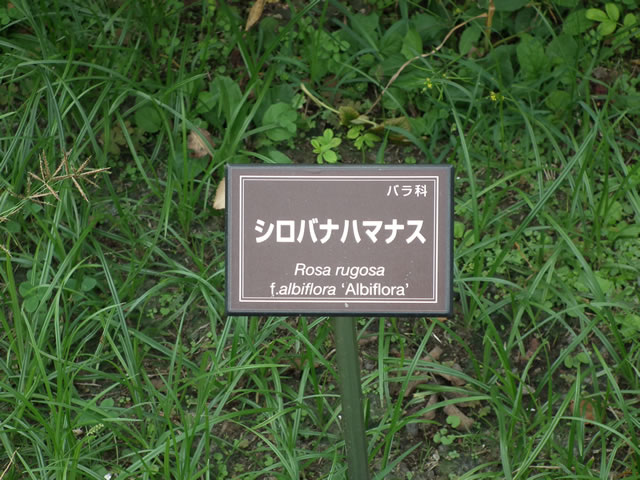 バラ科
シロバナハマナス
Rosa rugosa
f.albiflora ‘Albiflora’